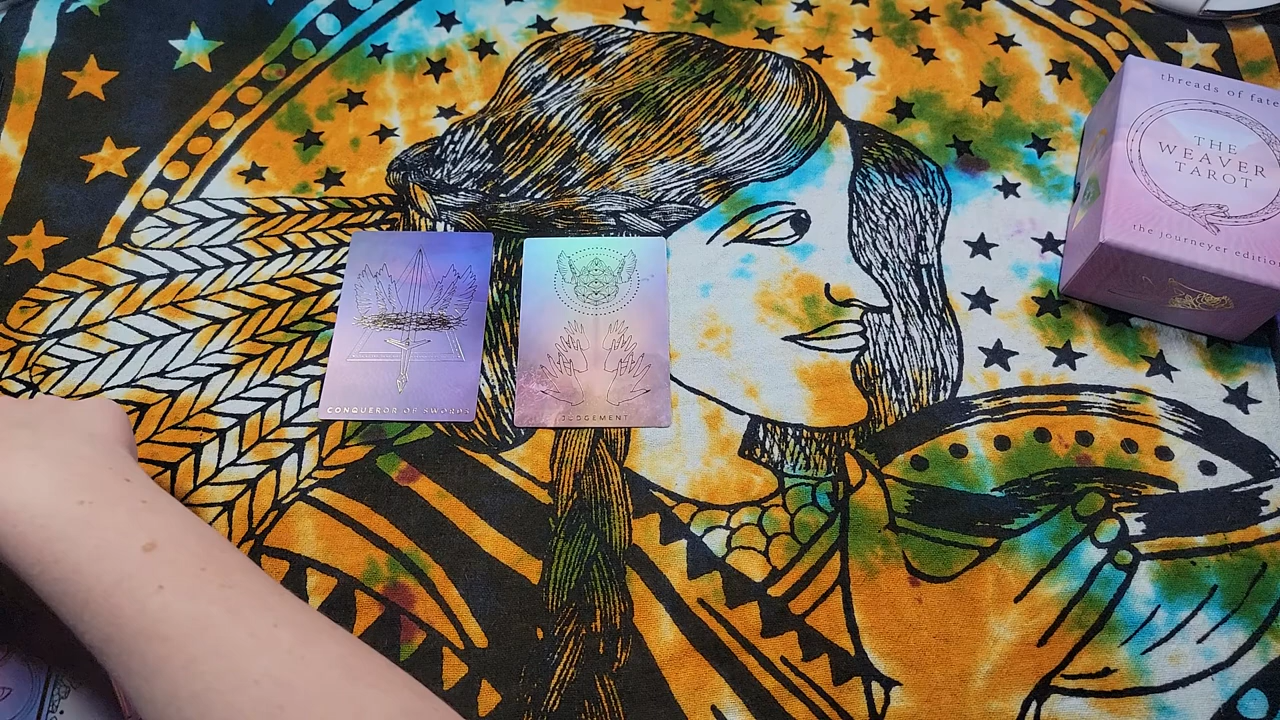 threads of fate
THE
WEAVER
TAROT
the journeyer edition
CONQUEROR OF SWORDS
JUDGEMENT